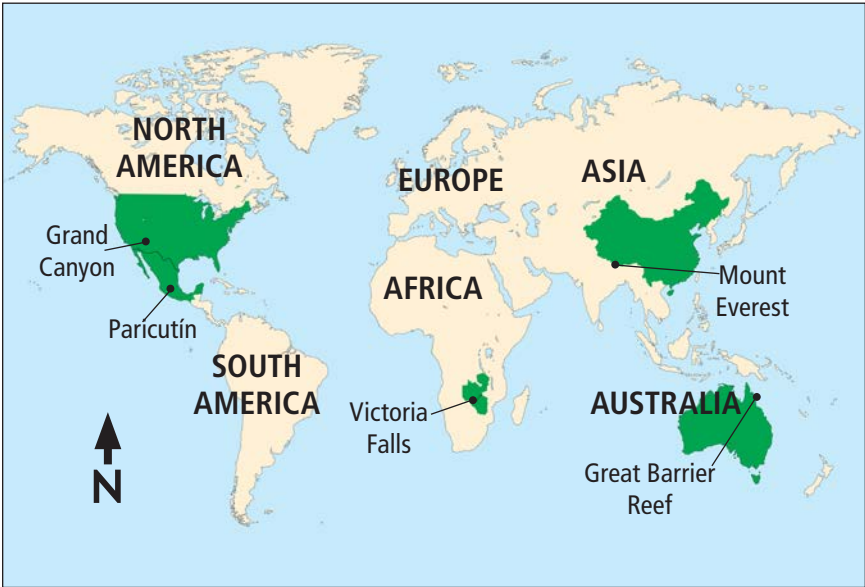 NORTH
AMERICA
EUROPE
ASIA
Grand
Canyon
Mount
Everest
AFRICA
Paricutín
SOUTH
AMERICA
Victoria
Falls
AUSTRALIA
Great Barrier
Reef
N